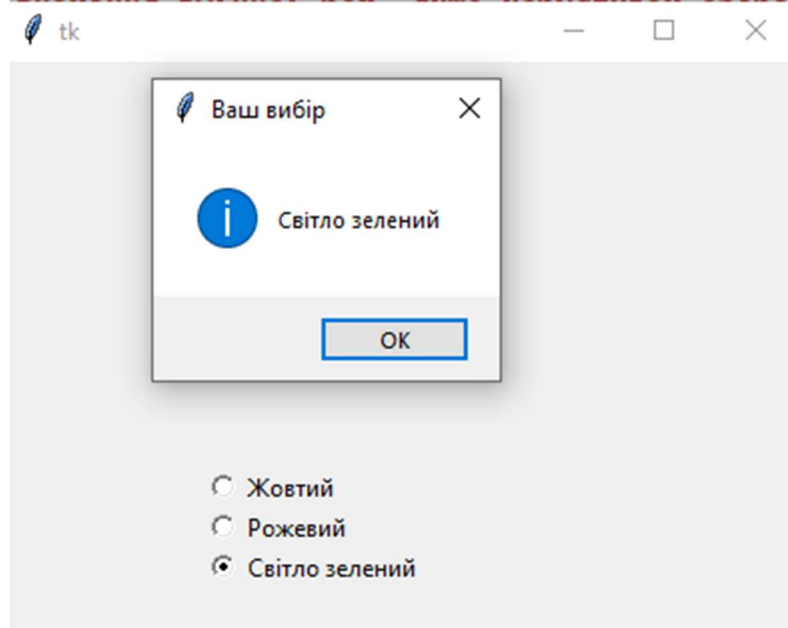 tk
Ваш вибір
Світло зелений
OK
Жовтий
Рожевий
Світло зелений